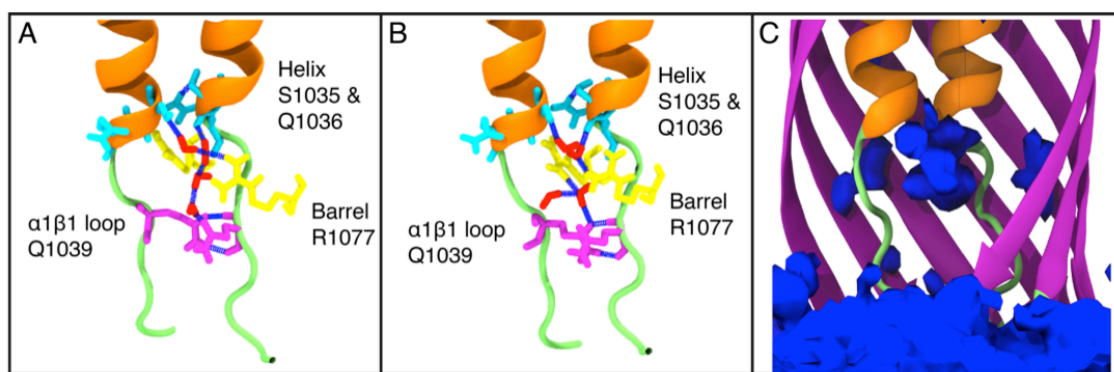 A
Helix
S1035 &
Q1036
α1β1 loop
Q1039
Barrel
R1077
B
Helix
S1035 &
Q1036
α1β1 loop
Q1039
Barrel
R1077
C